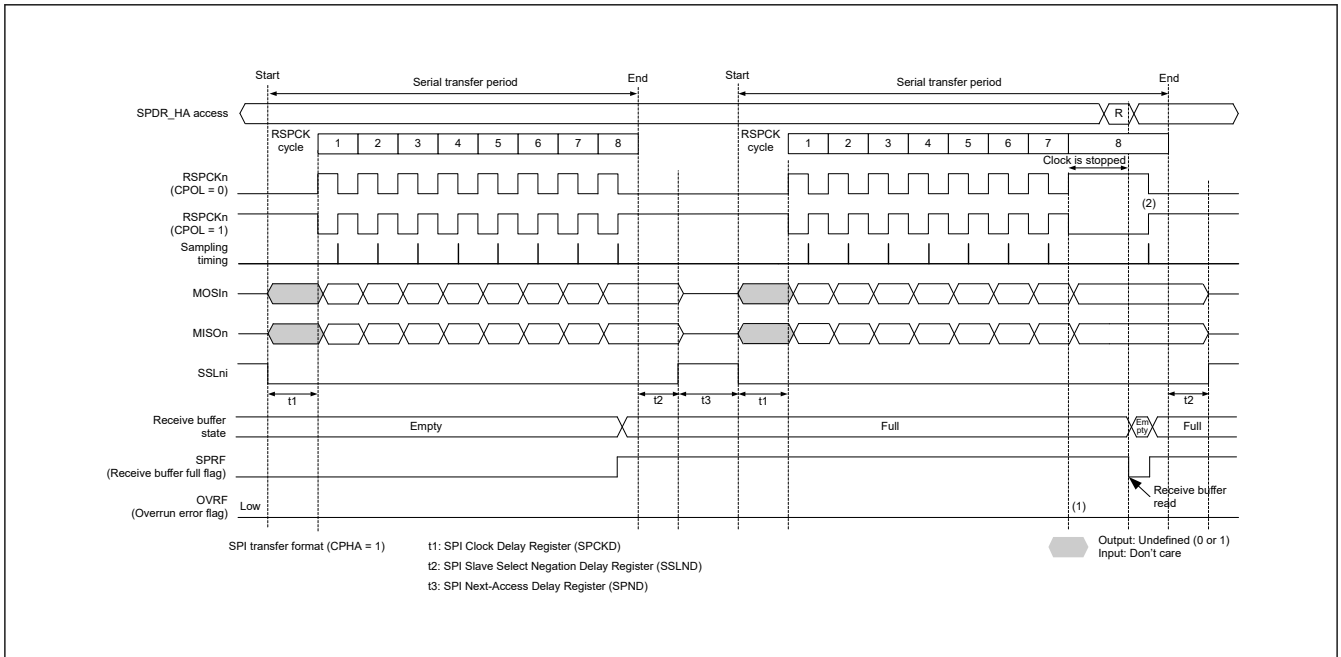 Start
Serial transfer period
End
Start
Serial transfer period
End
SPDR_HA access
R
RSPCK
cycle
1 2 3 4 5 6 7 8
RSPCK
cycle
1 2 3 4 5 6 7 8
Clock is stopped
RSPCKn
(CPOL = 0)
(2)
RSPCKn
(CPOL = 1)
Sampling
timing
MOSIn
MISOn
SSLni
t1
t2
t3
t1
t2
Receive buffer
state
Empty
Full
Em
pty
Full
SPRF
(Receive buffer full flag)
Receive buffer
read
OVRF
(Overrun error flag)
Low
(1)
SPI transfer format (CPHA = 1)
t1: SPI Clock Delay Register (SPCKD)
t2: SPI Slave Select Negation Delay Register (SSLND)
t3: SPI Next-Access Delay Register (SPND)
Output: Undefined (0 or 1)
Input: Don't care